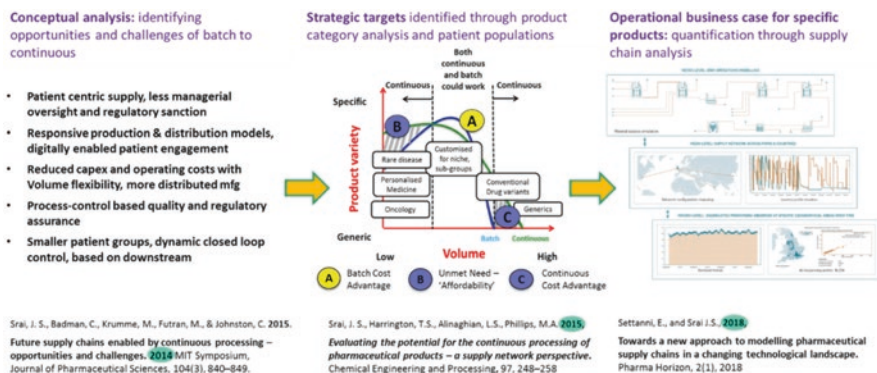 Conceptual analysis: identifying
opportunities and challenges of batch to
continuous
• Patient centric supply, less managerial
oversight and regulatory sanction
• Responsive production & distribution models,
digitally enabled patient engagement
• Reduced capex and operating costs with
Volume flexibility, more distributed mfg
• Process-control based quality and regulatory
assurance
• Smaller patient groups, dynamic closed loop
control, based on downstream
Srai, J. S., Badman, C., Krumme, M., Futran, M., & Johnston, C. 2015.
Future supply chains enabled by continuous processing –
opportunities and challenges. 2014 MIT Symposium,
Journal of Pharmaceutical Sciences, 104(3), 840–849.
Strategic targets identified through product
category analysis and patient populations
Both
continuous
and batch
could work
Continuous
Continuous
Specific
Product variety
Generic
B
A
Rare disease
Customised
for niche,
sub-groups
Personalised
Medicine
Conventional
Drug variants
Oncology
C
Generics
Volume
Batch
Continuous
Low
High
A
Batch Cost
Advantage
B
Unmet Need –
'Affordability'
C
Continuous
Cost Advantage
Srai, J. S., Harrington, T.S., Alinaghian, L.S., Phillips, M.A. 2015,
Evaluating the potential for the continuous processing of
pharmaceutical products – a supply network perspective.
Chemical Engineering and Processing, 97, 248–258
Operational business case for specific
products: quantification through supply
chain analysis
Settanni, E., and Srai J.S., 2018,
Towards a new approach to modelling pharmaceutical
supply chains in a changing technological landscape.
Pharma Horizon, 2(1), 2018